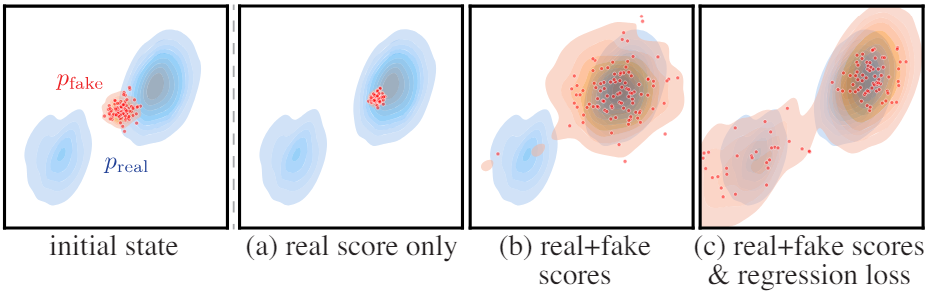 p_fake
p_real
initial state
(a) real score only
(b) real+fake
scores
(c) real+fake scores
& regression loss